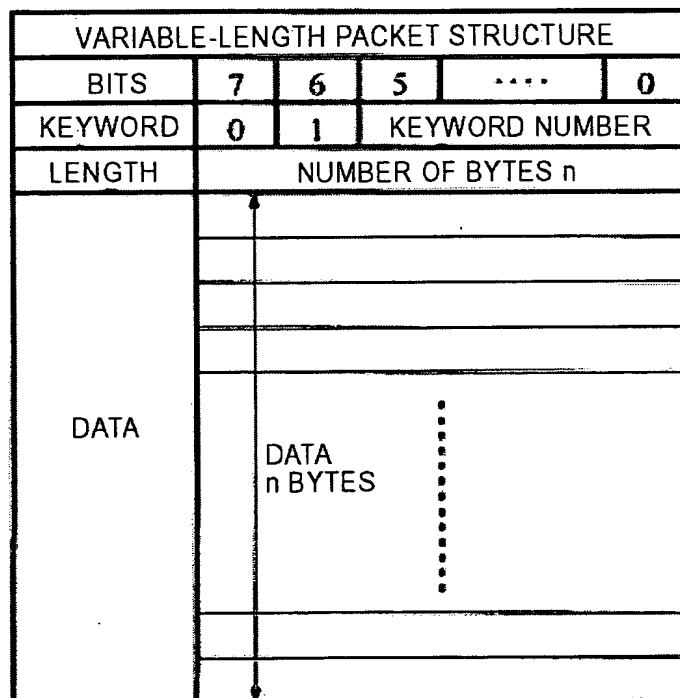 VARIABLE-LENGTH PACKET STRUCTURE
BITS 7 6 5 .... 0
KEYWORD 0 1 KEYWORD NUMBER
LENGTH NUMBER OF BYTES n
DATA
DATA
n BYTES